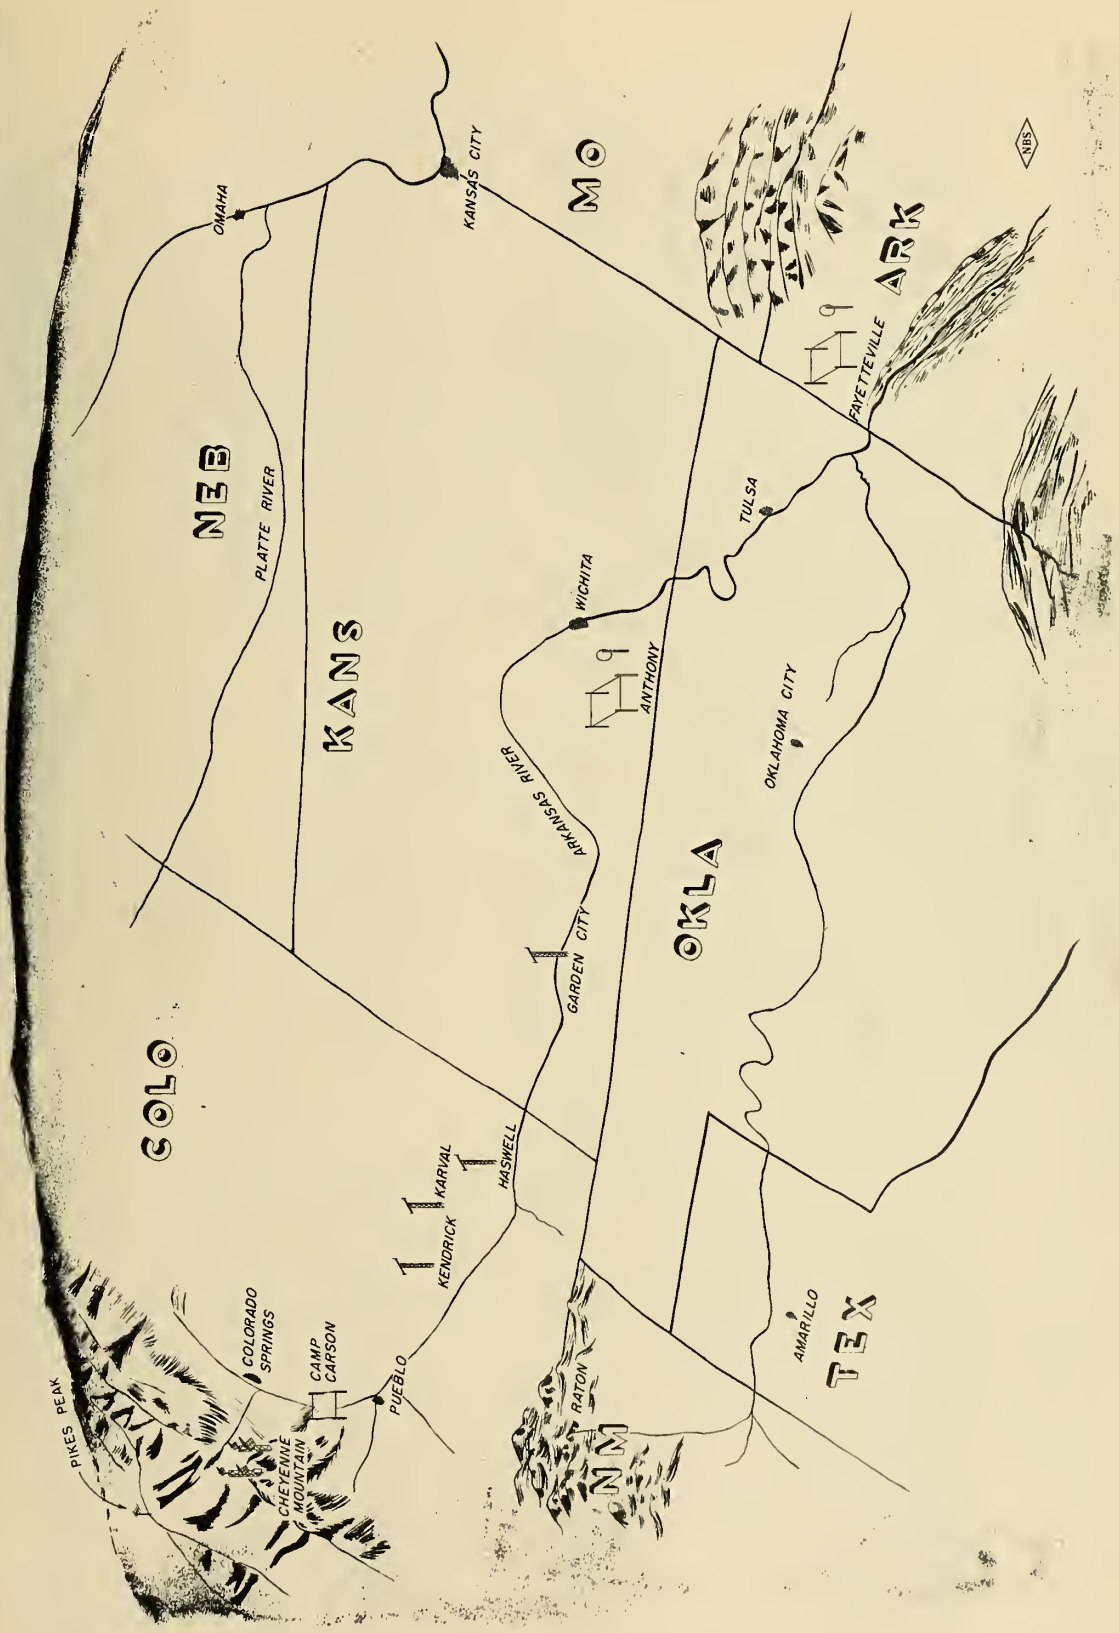 PIKES PEAK
COLORADO
SPRINGS
CHEYENNE
MOUNTAIN
CAMP
CARSON
PUEBLO
COLO
KENDRICK
KARVAL
HASWELL
NEB
PLATTE RIVER
OMAHA
KANS
KANSAS CITY
GARDEN CITY
ARKANSAS RIVER
WICHITA
ANTHONY
MO
RATON
NM
OKLA
TULSA
OKLAHOMA CITY
FAYETTEVILLE
ARK
AMARILLO
TEX
NBS